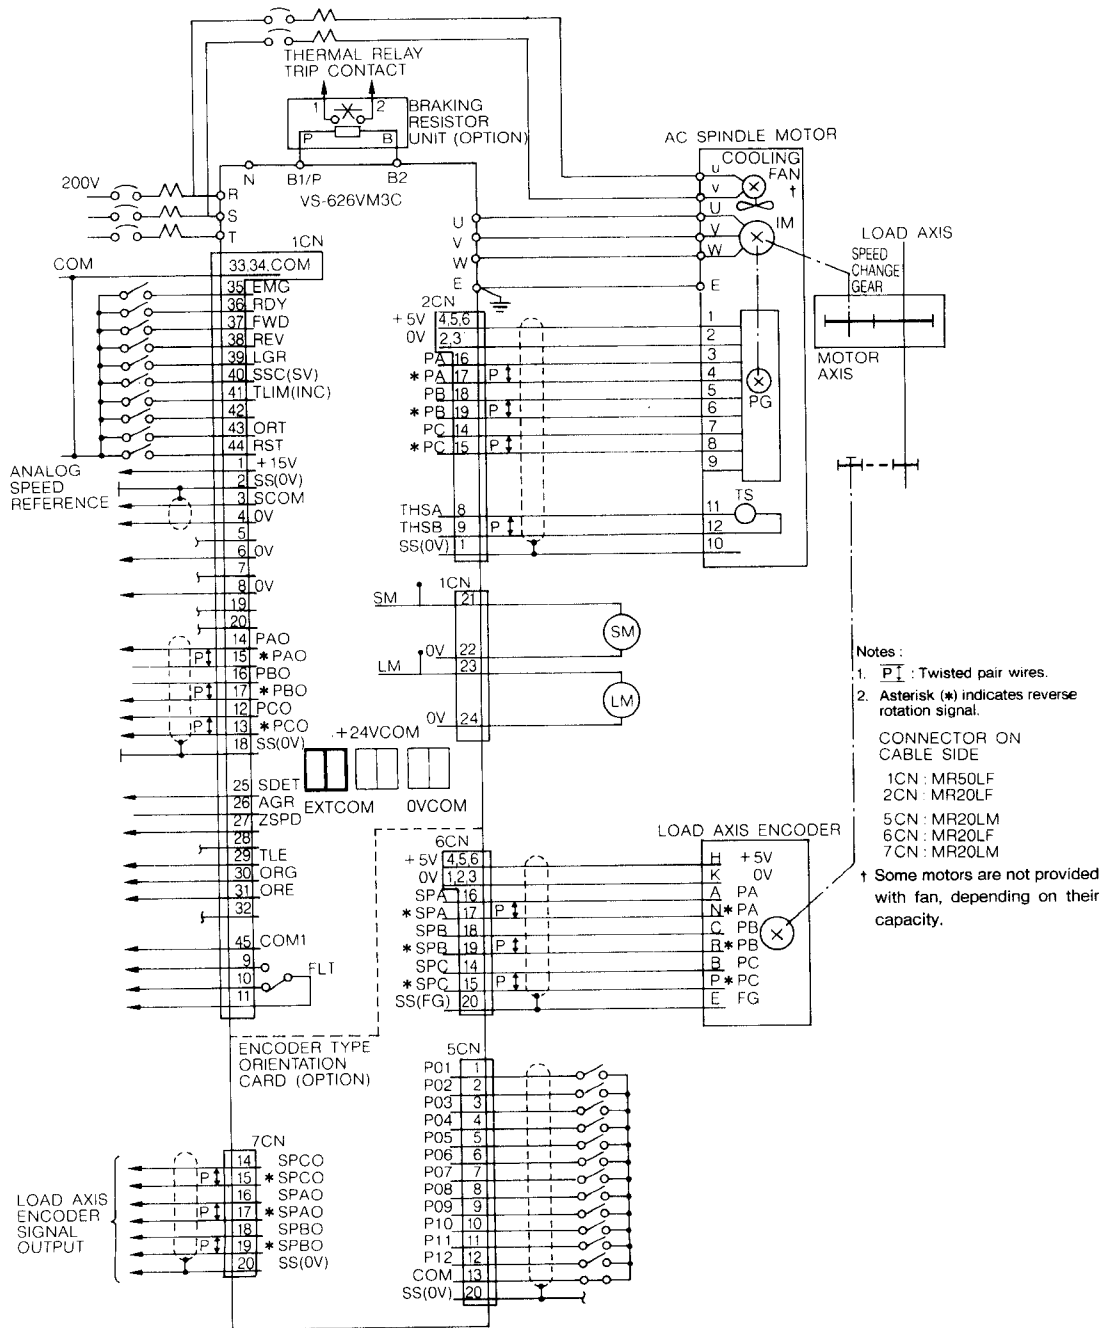 THERMAL RELAY
TRIP CONTACT
1 2
P B
BRAKING
RESISTOR
UNIT (OPTION)
N B1/P B2
VS-626VM3C
200V
R
S
T
U
V
W
E
AC SPINDLE MOTOR
COOLING
FAN
†
u
v
U
V
W
E
IM
LOAD AXIS
SPEED
CHANGE
GEAR
MOTOR
AXIS
1CN
COM
33,34,COM
35 EMG
36 RDY
37 FWD
38 REV
39 LGR
40 SSC(SV)
41 TLIM(INC)
42
43 ORT
44 RST
ANALOG
SPEED
REFERENCE
1 +15V
2 SS(0V)
3 SCOM
4 0V
5
6 0V
7
8 0V
19
20
14 PAO
P 15 *PAO
16 PBO
P 17 *PBO
12 PCO
P 13 *PCO
18 SS(0V)
25 SDET
26 AGR
27 ZSPD
28
29 TLE
30 ORG
31 ORE
32
45 COM1
9
10 FLT
11
2CN
+5V 4,5,6
0V 2,3
PA 16
*PA 17 P
PB 18
*PB 19 P
PC 14
*PC 15 P
THSA 8
THSB 9 P
SS(0V) 1
1
2
3
4
5
6
7
8
9
PG
11 TS
12
10
1CN
SM 21
SM
0V 22
LM 23
LM
0V 24
+24VCOM
EXTCOM 0VCOM
Notes :
1. P : Twisted pair wires.
2. Asterisk (*) indicates reverse
rotation signal.
CONNECTOR ON
CABLE SIDE
1CN : MR50LF
2CN : MR20LF
5CN : MR20LM
6CN : MR20LF
7CN : MR20LM
† Some motors are not provided
with fan, depending on their
capacity.
6CN
+5V 4,5,6
0V 1,2,3
SPA 16
*SPA 17 P
SPB 18
*SPB 19 P
SPC 14
*SPC 15 P
SS(FG) 20
LOAD AXIS ENCODER
H +5V
K 0V
A PA
N *PA
C PB
R *PB
B PC
P *PC
E FG
ENCODER TYPE
ORIENTATION
CARD (OPTION)
5CN
P01 1
P02 2
P03 3
P04 4
P05 5
P06 6
P07 7
P08 8
P09 9
P10 10
P11 11
P12 12
COM 13
SS(0V) 20
7CN
LOAD AXIS
ENCODER
SIGNAL
OUTPUT
14 SPCO
P 15 *SPCO
16 SPAO
P 17 *SPAO
18 SPBO
P 19 *SPBO
20 SS(0V)